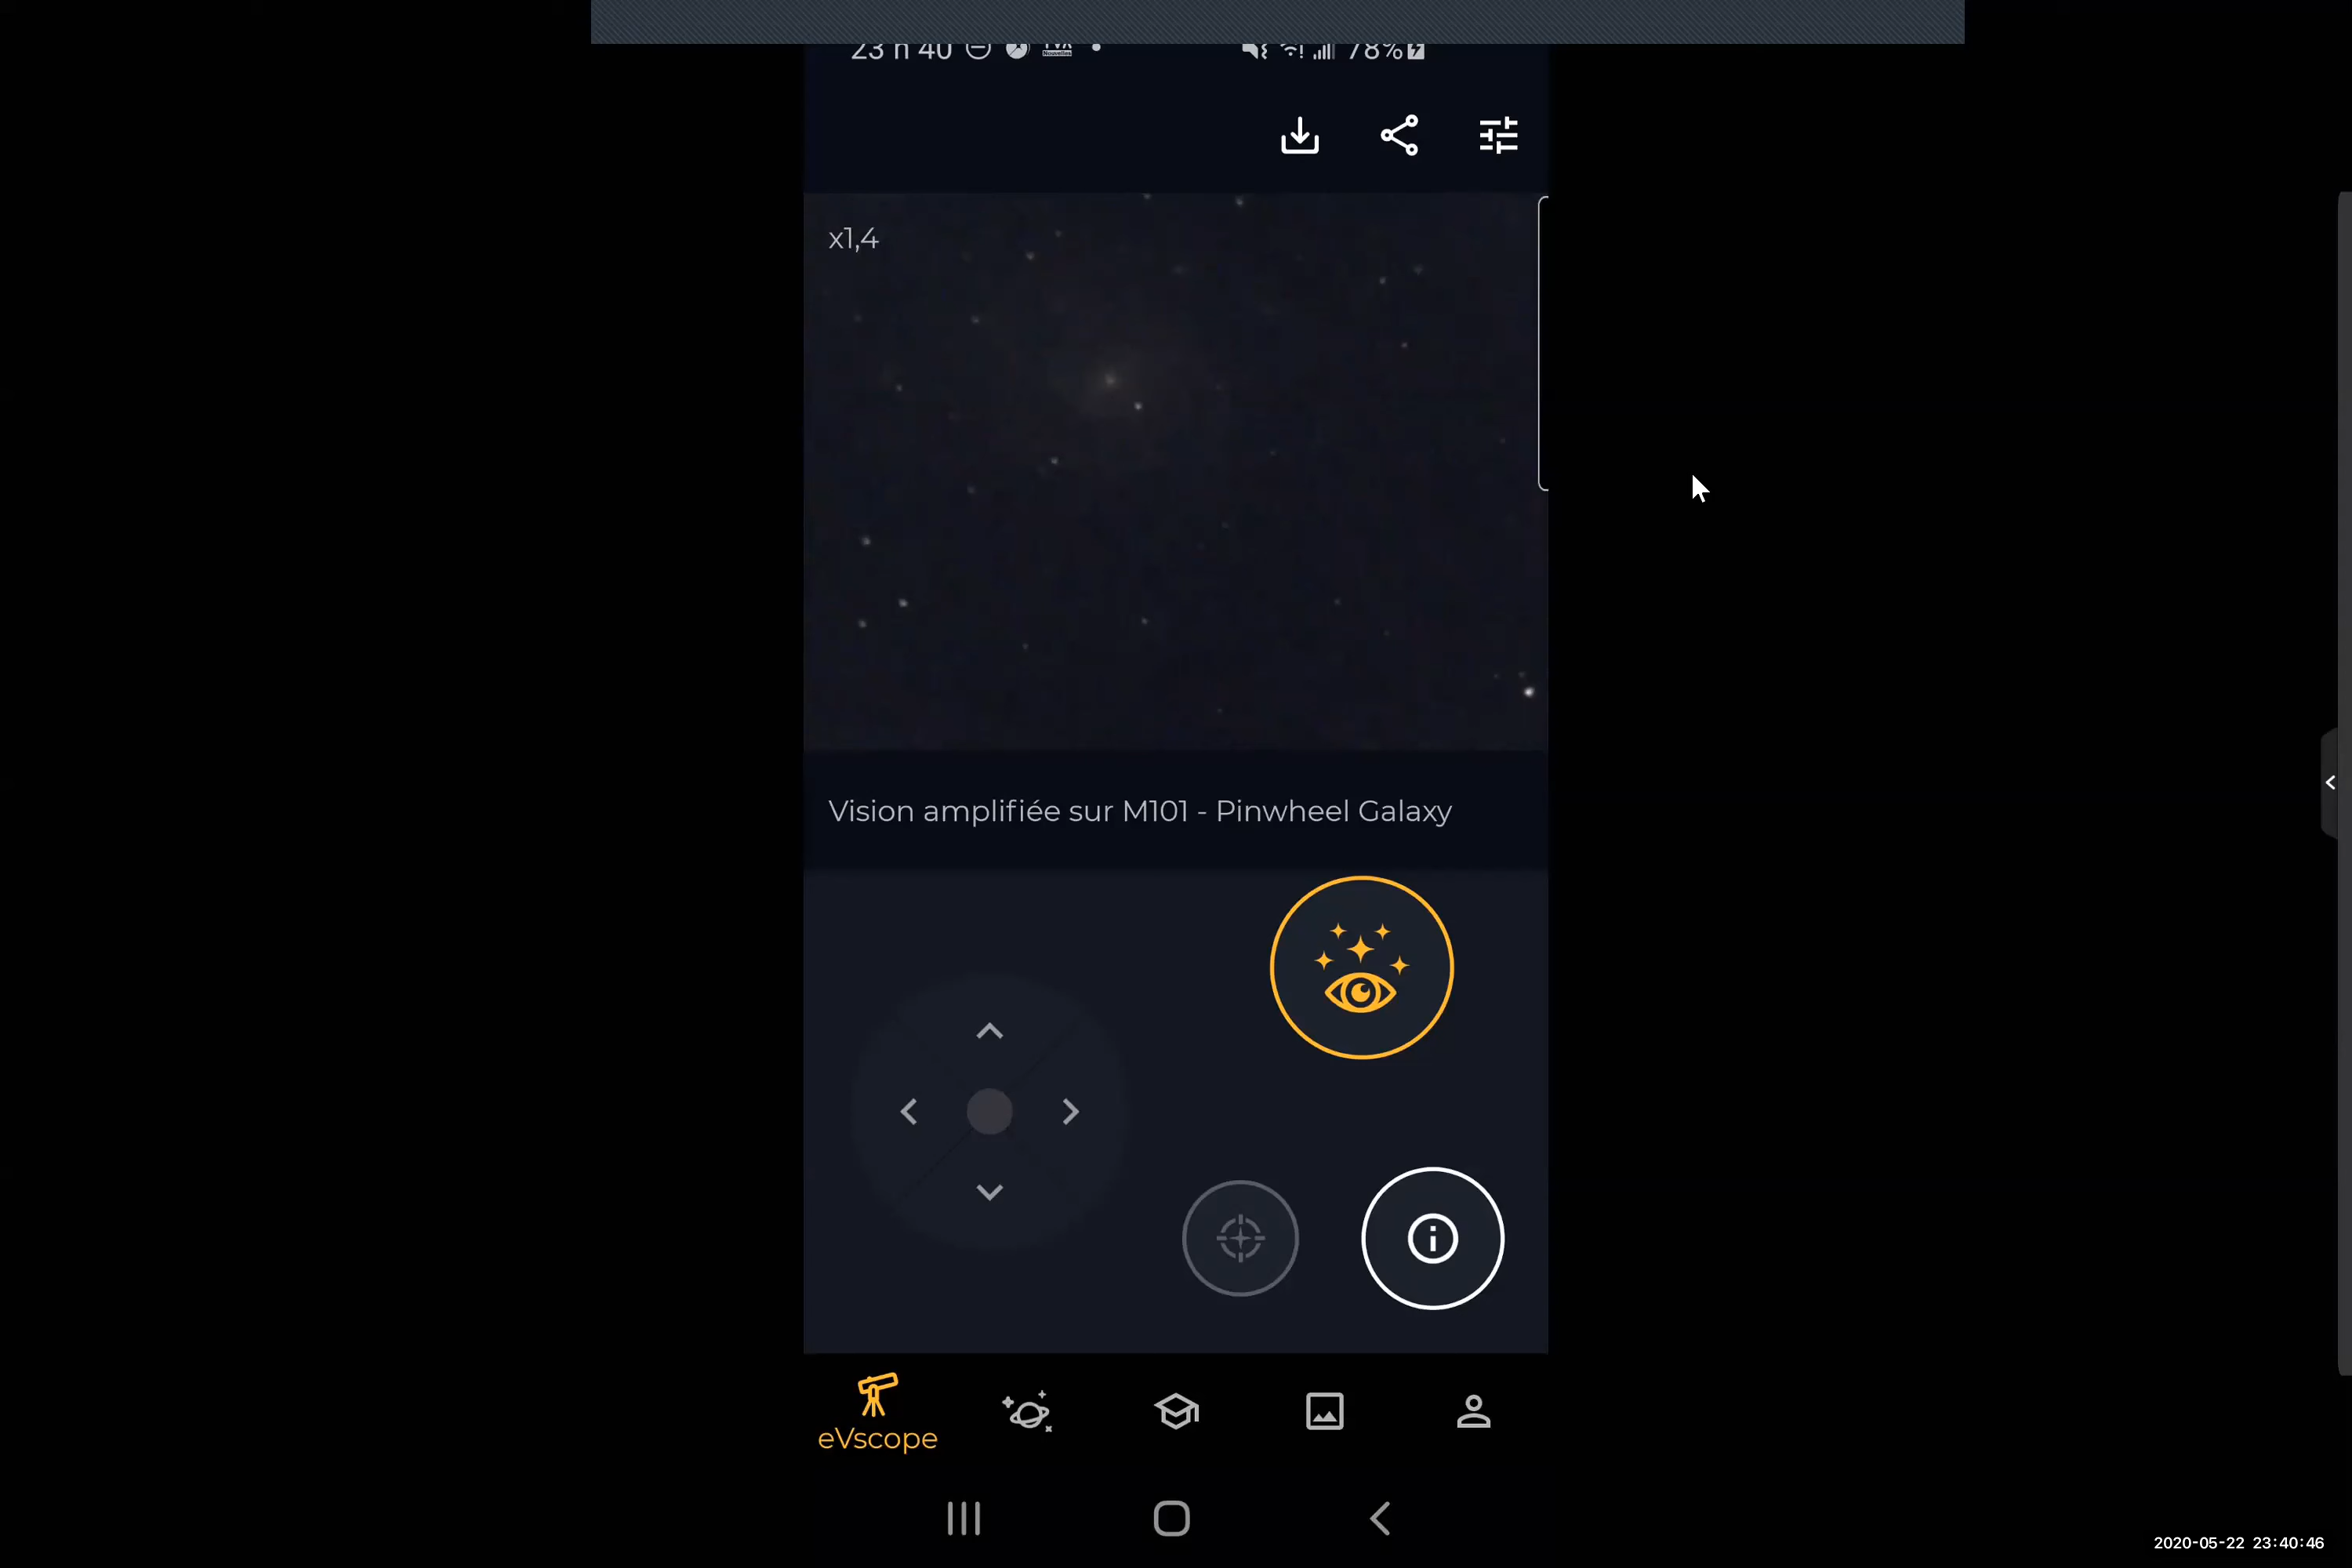 23 h 40 78%
x1,4
Vision amplifiée sur M101 - Pinwheel Galaxy
eVscope
2020-05-22 23:40:46